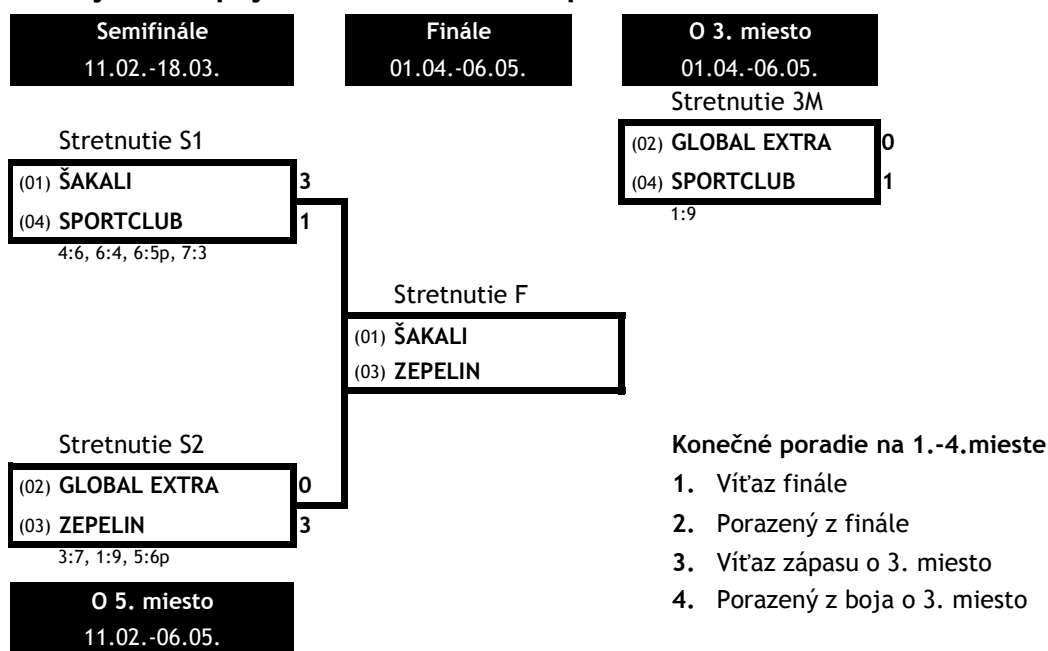 Semifinále
11.02.-18.03.
Finále
01.04.-06.05.
O 3. miesto
01.04.-06.05.
Stretnutie 3M
(02) GLOBAL EXTRA 0
(04) SPORTCLUB 1
1:9
Stretnutie S1
(01) ŠAKALI 3
(04) SPORTCLUB 1
4:6, 6:4, 6:5p, 7:3
Stretnutie F
(01) ŠAKALI
(03) ZEPELIN
Stretnutie S2
(02) GLOBAL EXTRA 0
(03) ZEPELIN 3
3:7, 1:9, 5:6p
Konečné poradie na 1.-4.mieste
1. Víťaz finále
2. Porazený z finále
3. Víťaz zápasu o 3. miesto
4. Porazený z boja o 3. miesto
O 5. miesto
11.02.-06.05.